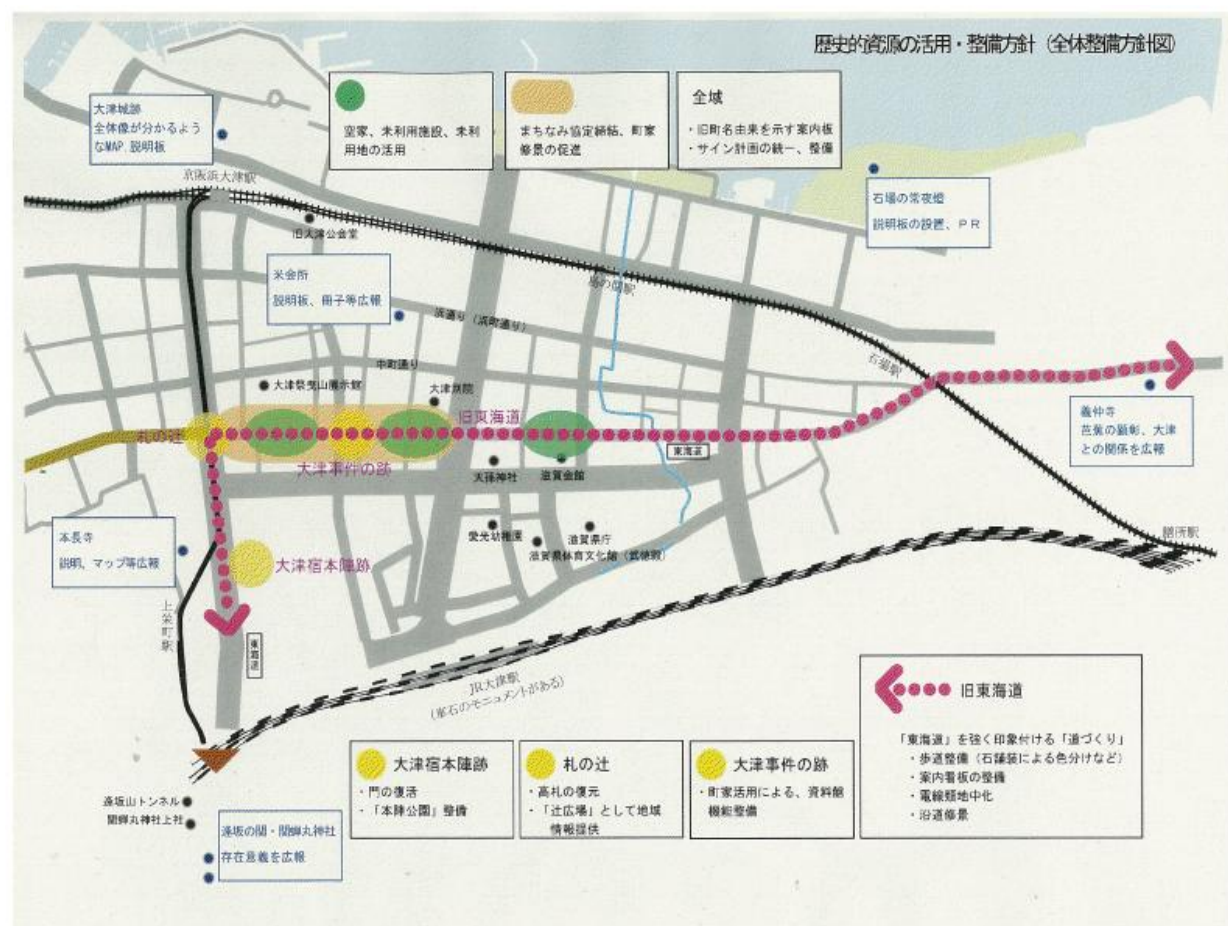 歴史的資源の活用・整備方針（全体整備方針図）
大津城跡
全体像が分かるよう
なMAP、説明板
空家、未利用施設、未利
用地の活用
まちなみ協定締結、町家
修景の促進
全域
・旧町名由来を示す案内板
・サイン計画の統一、整備
京阪浜大津駅
石場の常夜燈
説明板の設置、ＰＲ
旧大津公会堂
米会所
説明板、冊子等広報
島の関駅
浜通り（浜町通り）
中町通り
石場駅
大津祭曳山展示館
大津別院
旧東海道
札の辻
大津事件の跡
東海道
義仲寺
芭蕉の顕彰、大津
との関係を広報
天孫神社
滋賀会館
愛光幼稚園
滋賀県庁
滋賀県体育文化館（武徳殿）
膳所駅
本長寺
説明、マップ等広報
大津宿本陣跡
上栄町駅
東海道
JR大津駅
（車石のモニュメントがある）
旧東海道
「東海道」を強く印象付ける「道づくり」
・歩道整備（石舗装による色分けなど）
・案内看板の整備
・電線類地中化
・沿道修景
大津宿本陣跡
・門の復活
・「本陣公園」整備
札の辻
・高札の復元
・「辻広場」として地域
情報提供
大津事件の跡
・町家活用による、資料館
機能整備
逢坂山トンネル
関蝉丸神社上社
逢坂の関・関蝉丸神社
存在意義を広報